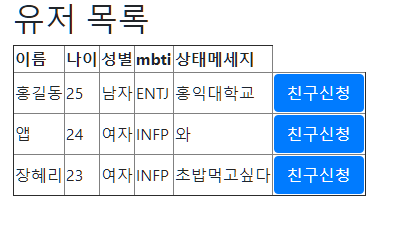 유저 목록
이름 나이 성별 mbti 상태메세지
홍길동 25 남자 ENTJ 홍익대학교 친구신청
앱 24 여자 INFP 와 친구신청
장혜리 23 여자 INFP 초밥먹고싶다 친구신청